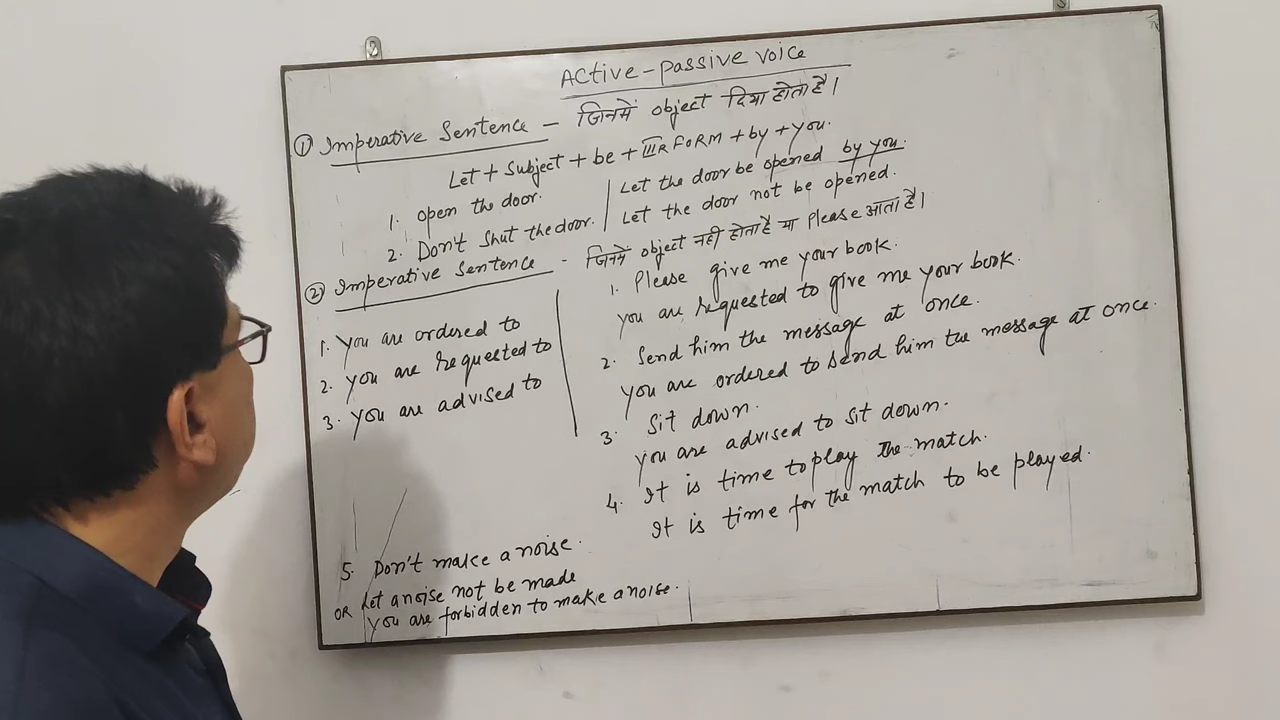 Active-Passive Voice
① Imperative Sentence - जिनमें object दिया होता है।
Let + Subject + be + IIIR FORM + by + you.
1. open the door.
Let the door be opened by you.
2. Don't shut the door.
Let the door not be opened.
② Imperative Sentence - जिनमें object नही होता है या Please आता है।
1. You are ordered to
2. you are requested to
3. you are advised to
1. Please give me your book.
you are requested to give me your book.
2. Send him the message at once.
you are ordered to send him the message at once.
3. Sit down.
you are advised to sit down.
4. It is time to play the match.
It is time for the match to be played.
5. Don't make a noise.
OR Let a noise not be made
you are forbidden to make a noise.